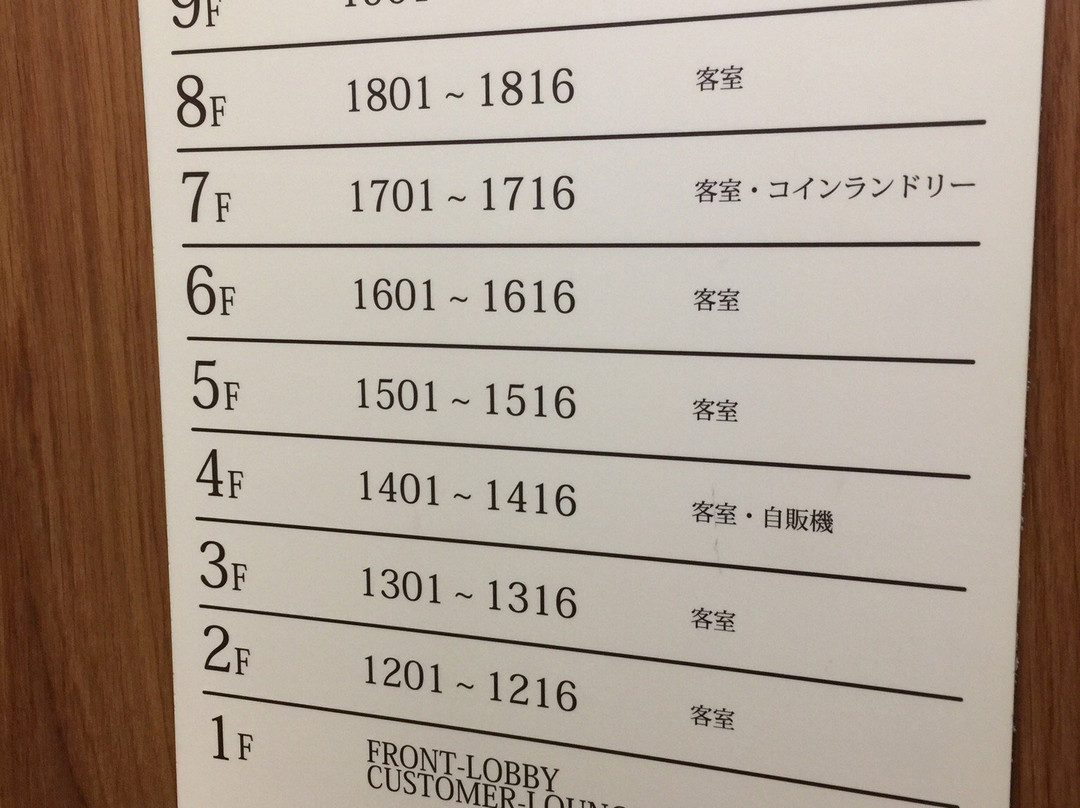 9F
8F 1801 ~ 1816 客室
7F 1701 ~ 1716 客室・コインランドリー
6F 1601 ~ 1616 客室
5F 1501 ~ 1516 客室
4F 1401 ~ 1416 客室・自販機
3F 1301 ~ 1316 客室
2F 1201 ~ 1216 客室
1F FRONT-LOBBY